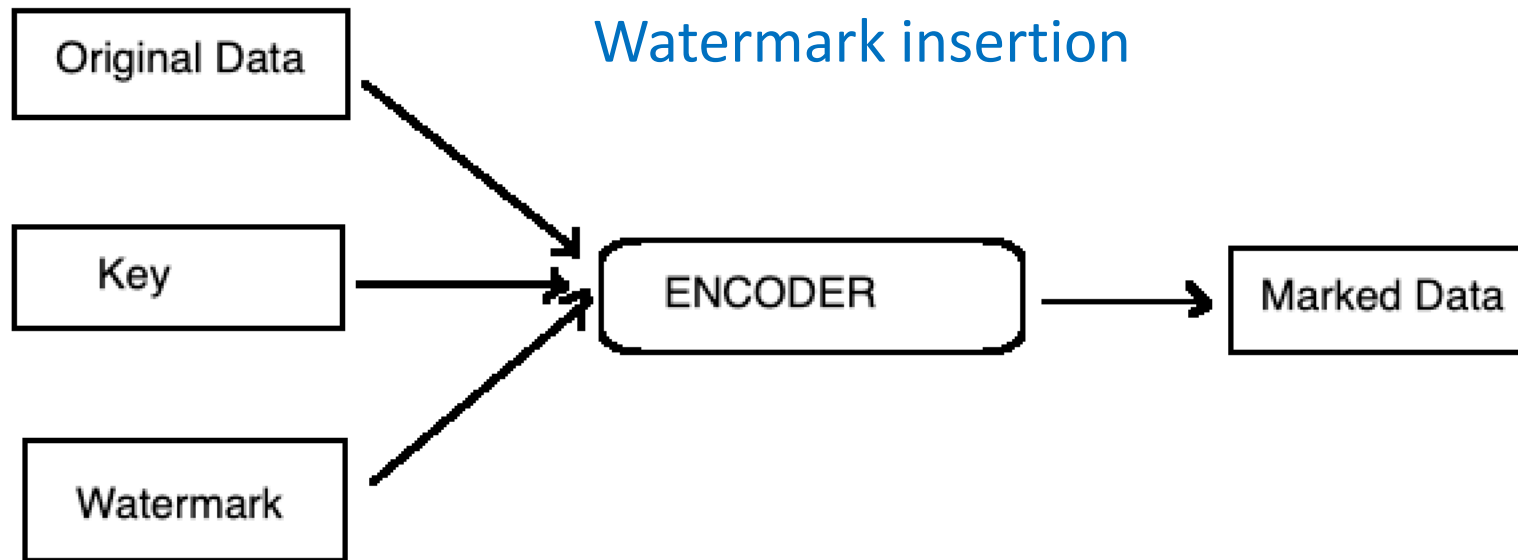 Watermark insertion
Original Data
Key
ENCODER
Marked Data
Watermark